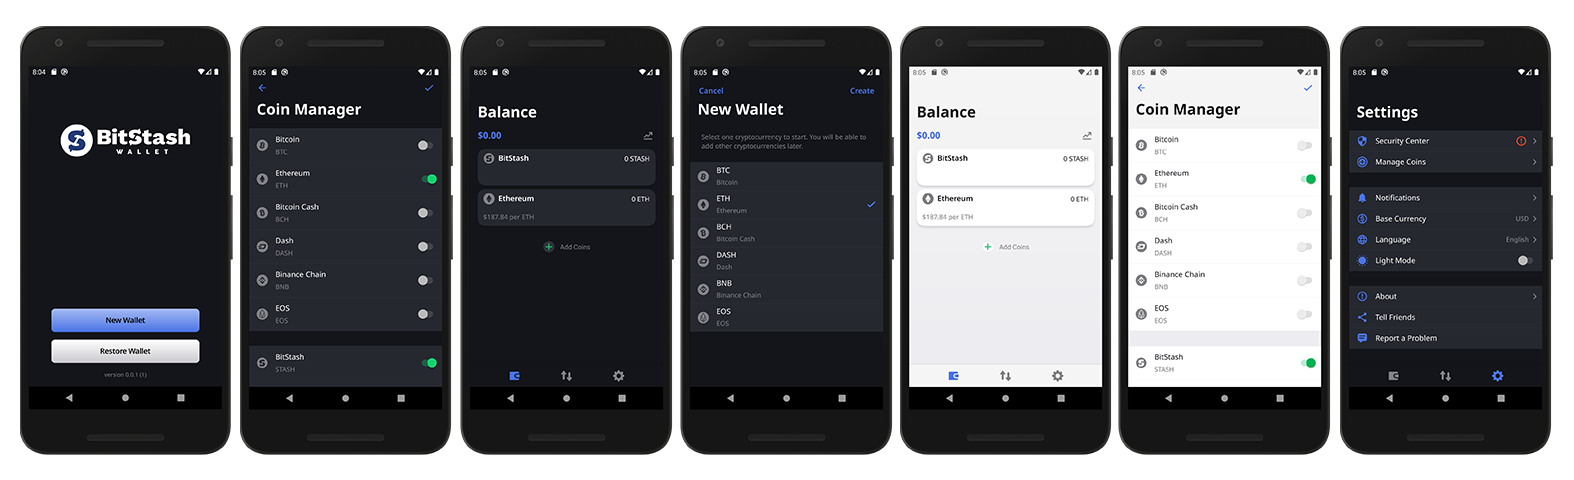 8:04
BitStash
WALLET
New Wallet
Restore Wallet
version 0.0.1 (1)
8:05
Coin Manager
Bitcoin
BTC
Ethereum
ETH
Bitcoin Cash
BCH
Dash
DASH
Binance Chain
BNB
EOS
EOS
BitStash
STASH
8:05
Balance
$0.00
BitStash 0 STASH
Ethereum 0 ETH
$187.84 per ETH
Add Coins
8:05
Cancel Create
New Wallet
Select one cryptocurrency to start. You will be able to
add other cryptocurrencies later.
BTC
Bitcoin
ETH
Ethereum
BCH
Bitcoin Cash
DASH
Dash
BNB
Binance Chain
EOS
EOS
8:05
Balance
$0.00
BitStash 0 STASH
Ethereum 0 ETH
$187.84 per ETH
Add Coins
8:05
Coin Manager
Bitcoin
BTC
Ethereum
ETH
Bitcoin Cash
BCH
Dash
DASH
Binance Chain
BNB
EOS
EOS
BitStash
STASH
8:05
Settings
Security Center
Manage Coins
Notifications
Base Currency USD
Language English
Light Mode
About
Tell Friends
Report a Problem